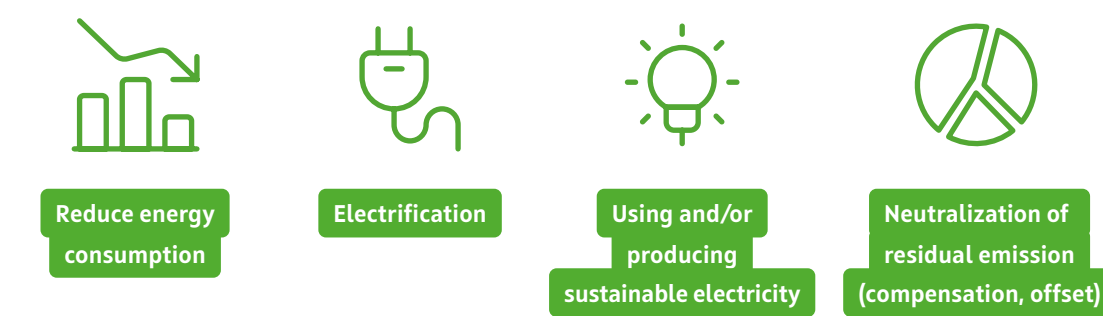 Reduce energy
consumption
Electrification
Using and/or
producing
sustainable electricity
Neutralization of
residual emission
(compensation, offset)